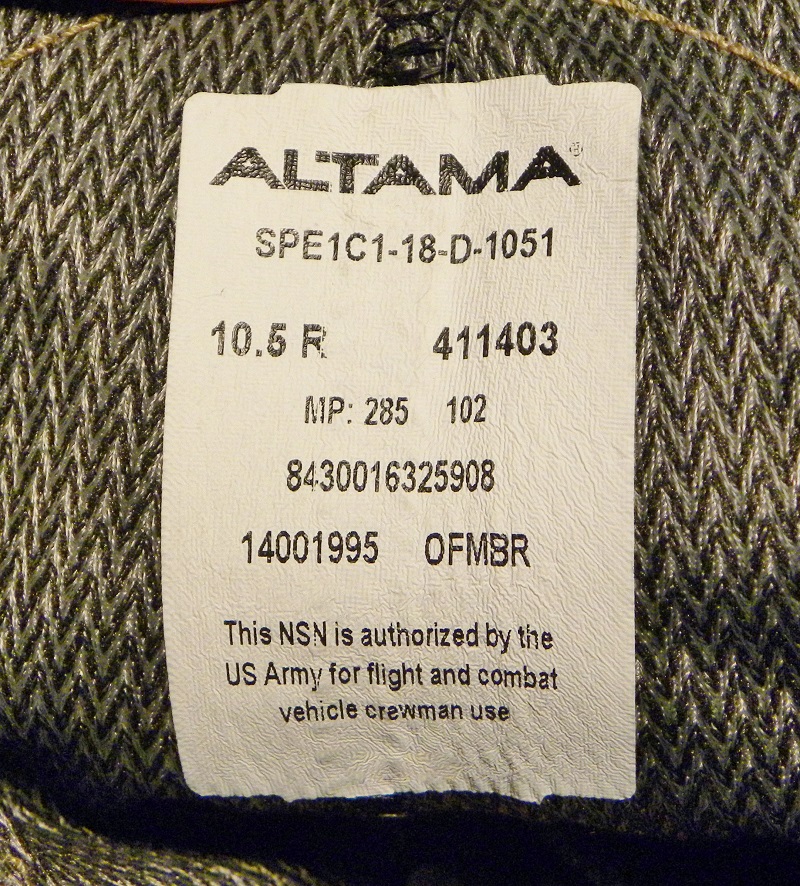 ALTAMA®
SPE1C1-18-D-1051
10.5 R 411403
MP: 285 102
8430016325908
14001995 OFMBR
This NSN is authorized by the
US Army for flight and combat
vehicle crewman use